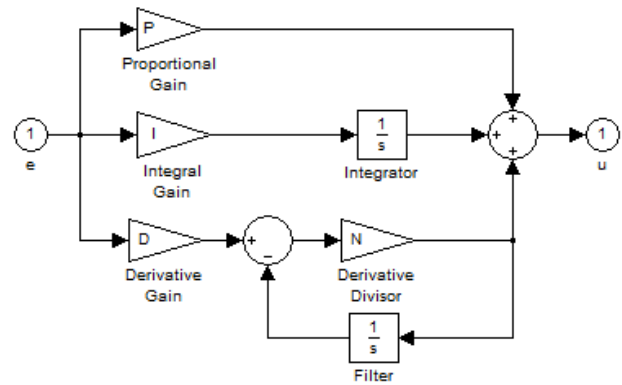 P
Proportional
Gain
1
e
I
Integral
Gain
1
s
Integrator
+
+
+
1
u
D
Derivative
Gain
+
−
N
Derivative
Divisor
1
s
Filter